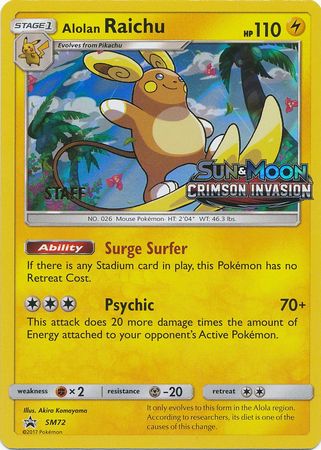 STAGE 1
Alolan Raichu HP 110
Evolves from Pikachu
STAFF
SUN & MOON
CRIMSON INVASION
NO. 026 Mouse Pokémon HT: 2'04" WT: 46.3 lbs.
Ability Surge Surfer
If there is any Stadium card in play, this Pokémon has no
Retreat Cost.
Psychic 70+
This attack does 20 more damage times the amount of
Energy attached to your opponent's Active Pokémon.
weakness × 2 resistance -20 retreat
Illus. Akira Komayama
SM72
©2017 Pokémon
It only evolves to this form in the Alola region.
According to researchers, its diet is one of the
causes of this change.